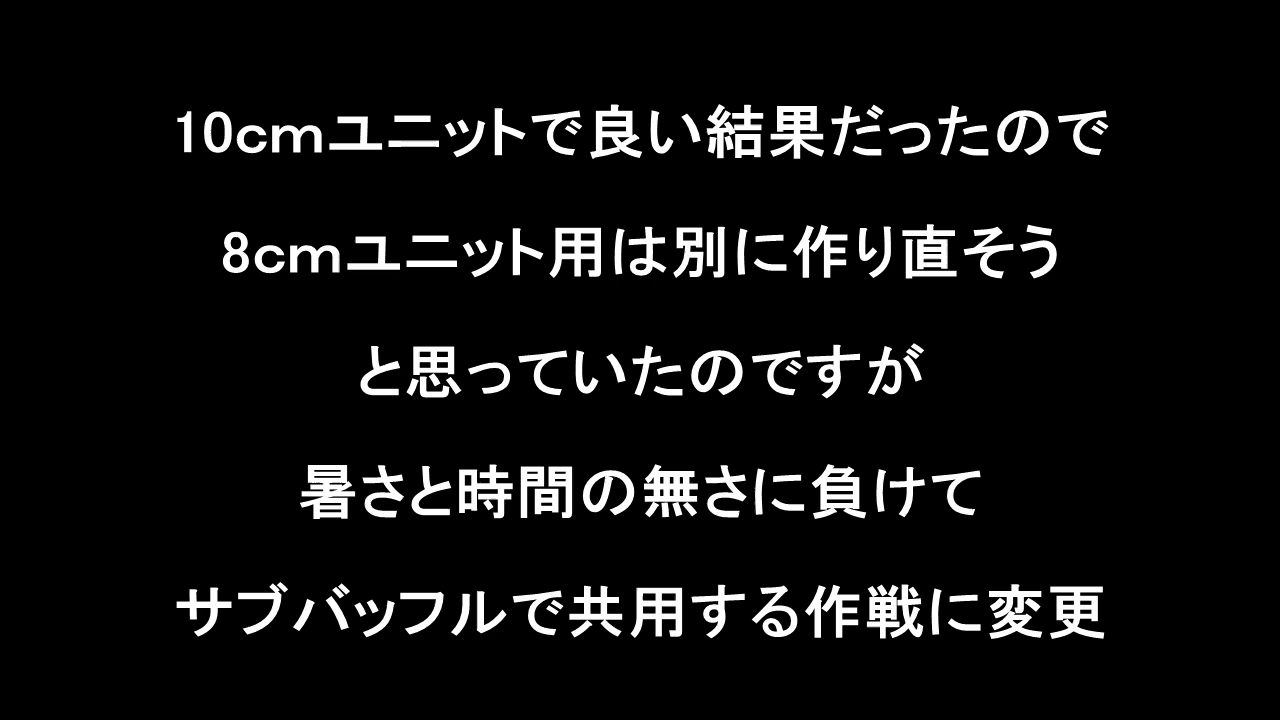 10cmユニットで良い結果だったので
8cmユニット用は別に作り直そう
と思っていたのですが
暑さと時間の無さに負けて
サブバッフルで共用する作戦に変更